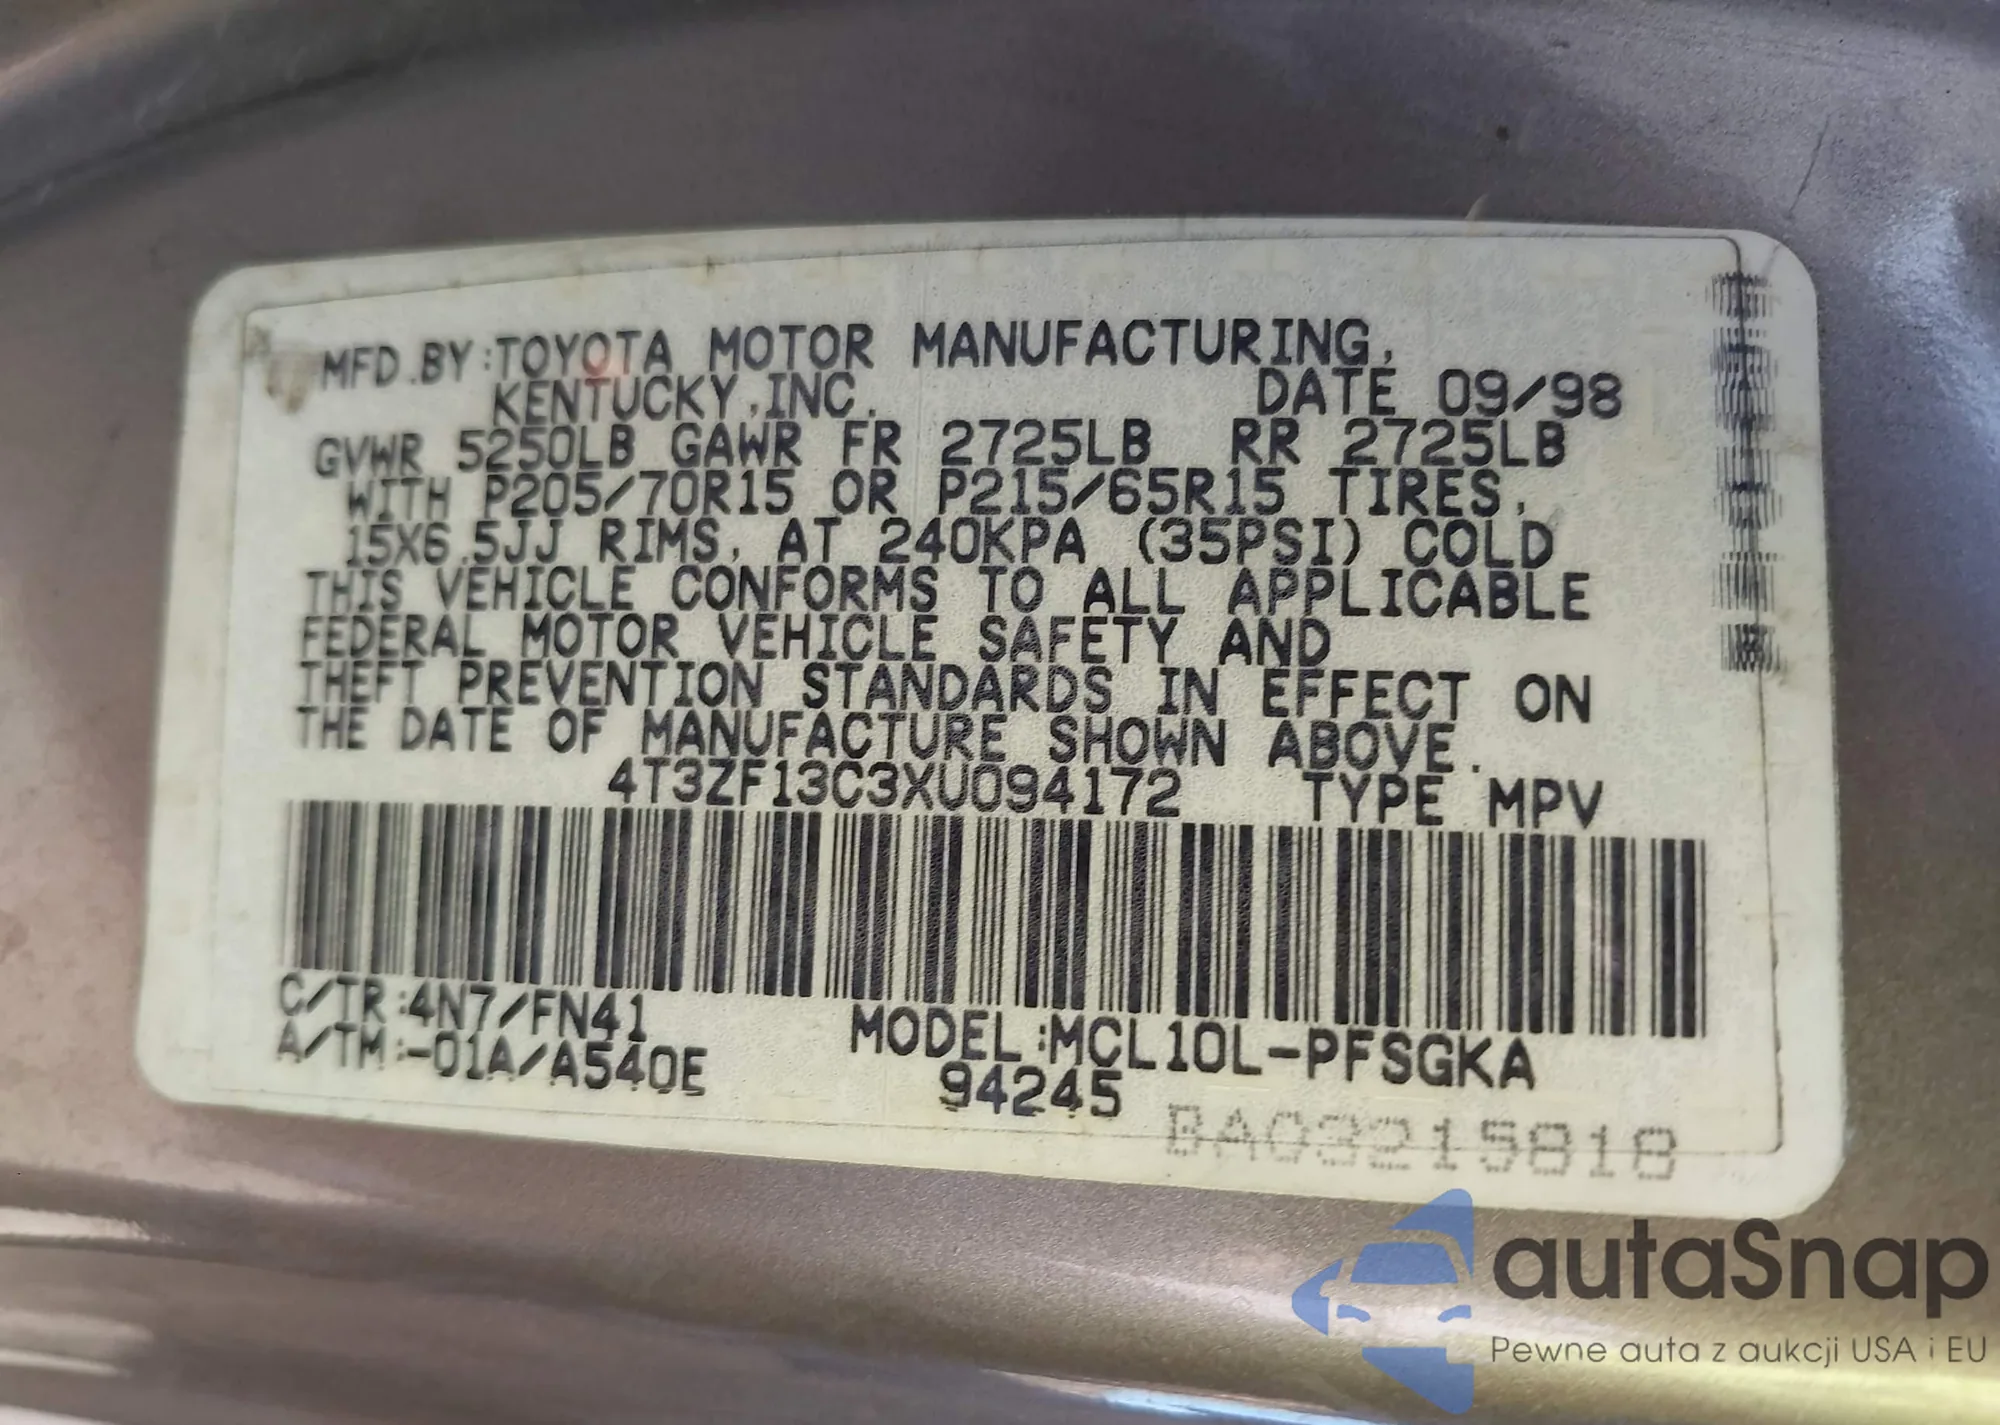 MFD.BY:TOYOTA MOTOR MANUFACTURING,
KENTUCKY,INC. DATE 09/98
GVWR 5250LB GAWR FR 2725LB RR 2725LB
WITH P205/70R15 OR P215/65R15 TIRES,
15X6.5JJ RIMS, AT 240KPA (35PSI) COLD
THIS VEHICLE CONFORMS TO ALL APPLICABLE
FEDERAL MOTOR VEHICLE SAFETY AND
THEFT PREVENTION STANDARDS IN EFFECT ON
THE DATE OF MANUFACTURE SHOWN ABOVE.
4T3ZF13C3XU094172 TYPE MPV
C/TR:4N7/FN41
A/TM:-01A/A540E
MODEL:MCL10L-PFSGKA
94245
BA03215818
autaSnap
Pewne auta z aukcji USA i EU